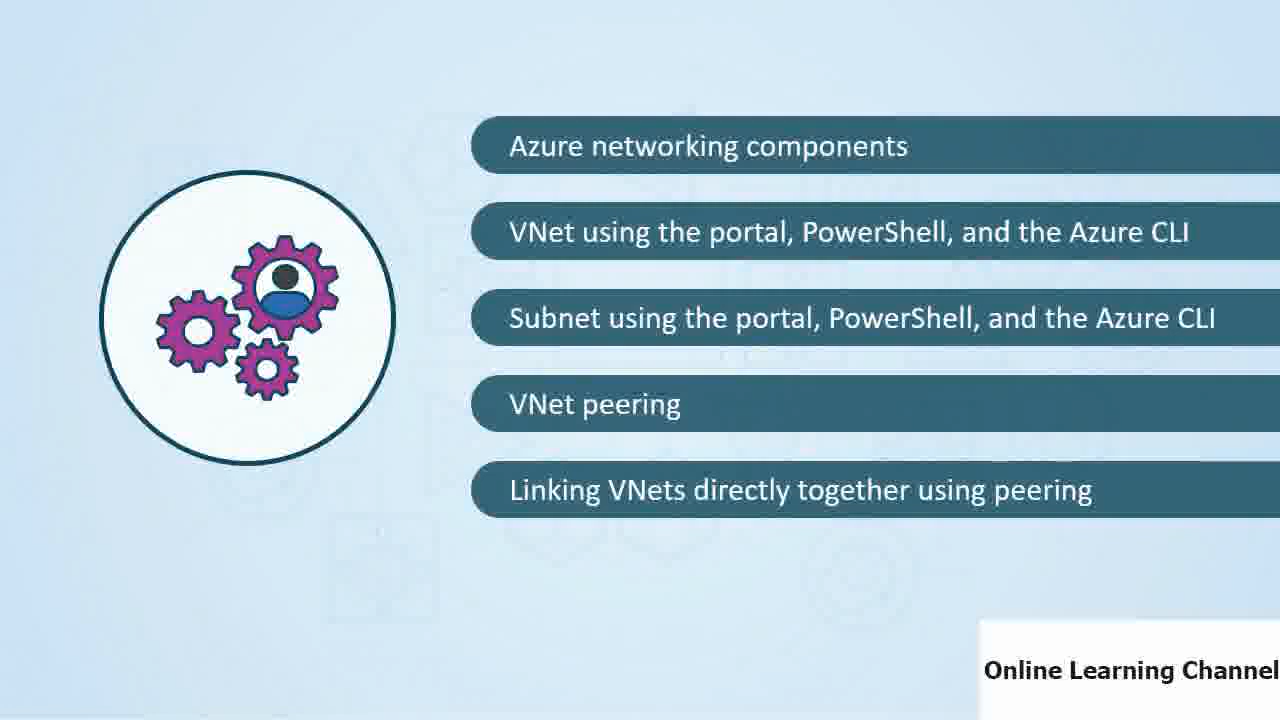 Azure networking components
VNet using the portal, PowerShell, and the Azure CLI
Subnet using the portal, PowerShell, and the Azure CLI
VNet peering
Linking VNets directly together using peering
Online Learning Channel